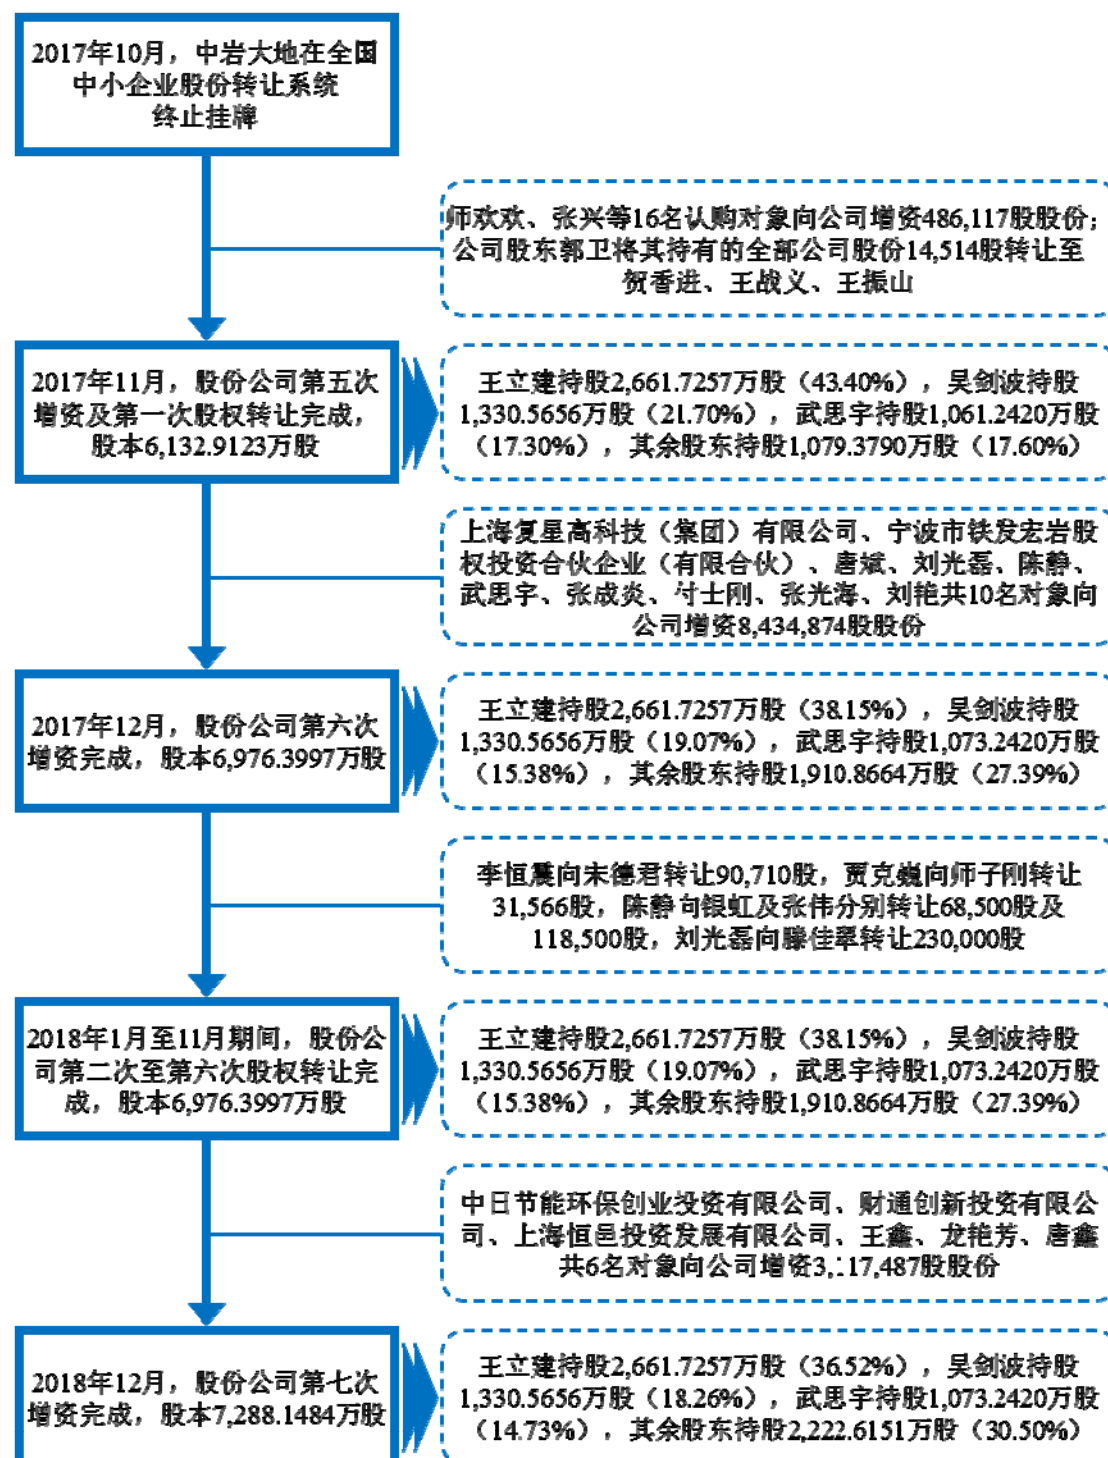 2017年10月，中岩大地在全国
中小企业股份转让系统
终止挂牌
师欢欢、张兴等16名认购对象向公司增资486,117股股份；
公司股东郭卫将其持有的全部公司股份14,514股转让至
贺香进、王战义、王振山
2017年11月，股份公司第五次
增资及第一次股权转让完成，
股本6,132.9123万股
王立建持股2,661.7257万股（43.40%），吴剑波持股
1,330.5656万股（21.70%），武思宇持股1,061.2420万股
（17.30%），其余股东持股1,079.3790万股（17.60%）
上海复星高科技（集团）有限公司、宁波市铁发宏岩股
权投资合伙企业（有限合伙）、唐斌、刘光磊、陈静、
武思宇、张成炎、付士刚、张光海、刘艳共10名对象向
公司增资8,434,874股股份
2017年12月，股份公司第六次
增资完成，股本6,976.3997万股
王立建持股2,661.7257万股（38.15%），吴剑波持股
1,330.5656万股（19.07%），武思宇持股1,073.2420万股
（15.38%），其余股东持股1,910.8664万股（27.39%）
李恒震向宋德君转让90,710股，贾克巍向师子刚转让
31,566股，陈静向银虹及张伟分别转让68,500股及
118,500股，刘光磊向滕佳翠转让230,000股
2018年1月至11月期间，股份公
司第二次至第六次股权转让完
成，股本6,976.3997万股
王立建持股2,661.7257万股（38.15%），吴剑波持股
1,330.5656万股（19.07%），武思宇持股1,073.2420万股
（15.38%），其余股东持股1,910.8664万股（27.39%）
中日节能环保创业投资有限公司、财通创新投资有限公
司、上海恒邑投资发展有限公司、王鑫、龙艳芳、唐鑫
共6名对象向公司增资3,117,487股股份
2018年12月，股份公司第七次
增资完成，股本7,288.1484万股
王立建持股2,661.7257万股（36.52%），吴剑波持股
1,330.5656万股（18.26%），武思宇持股1,073.2420万股
（14.73%），其余股东持股2,222.6151万股（30.50%）